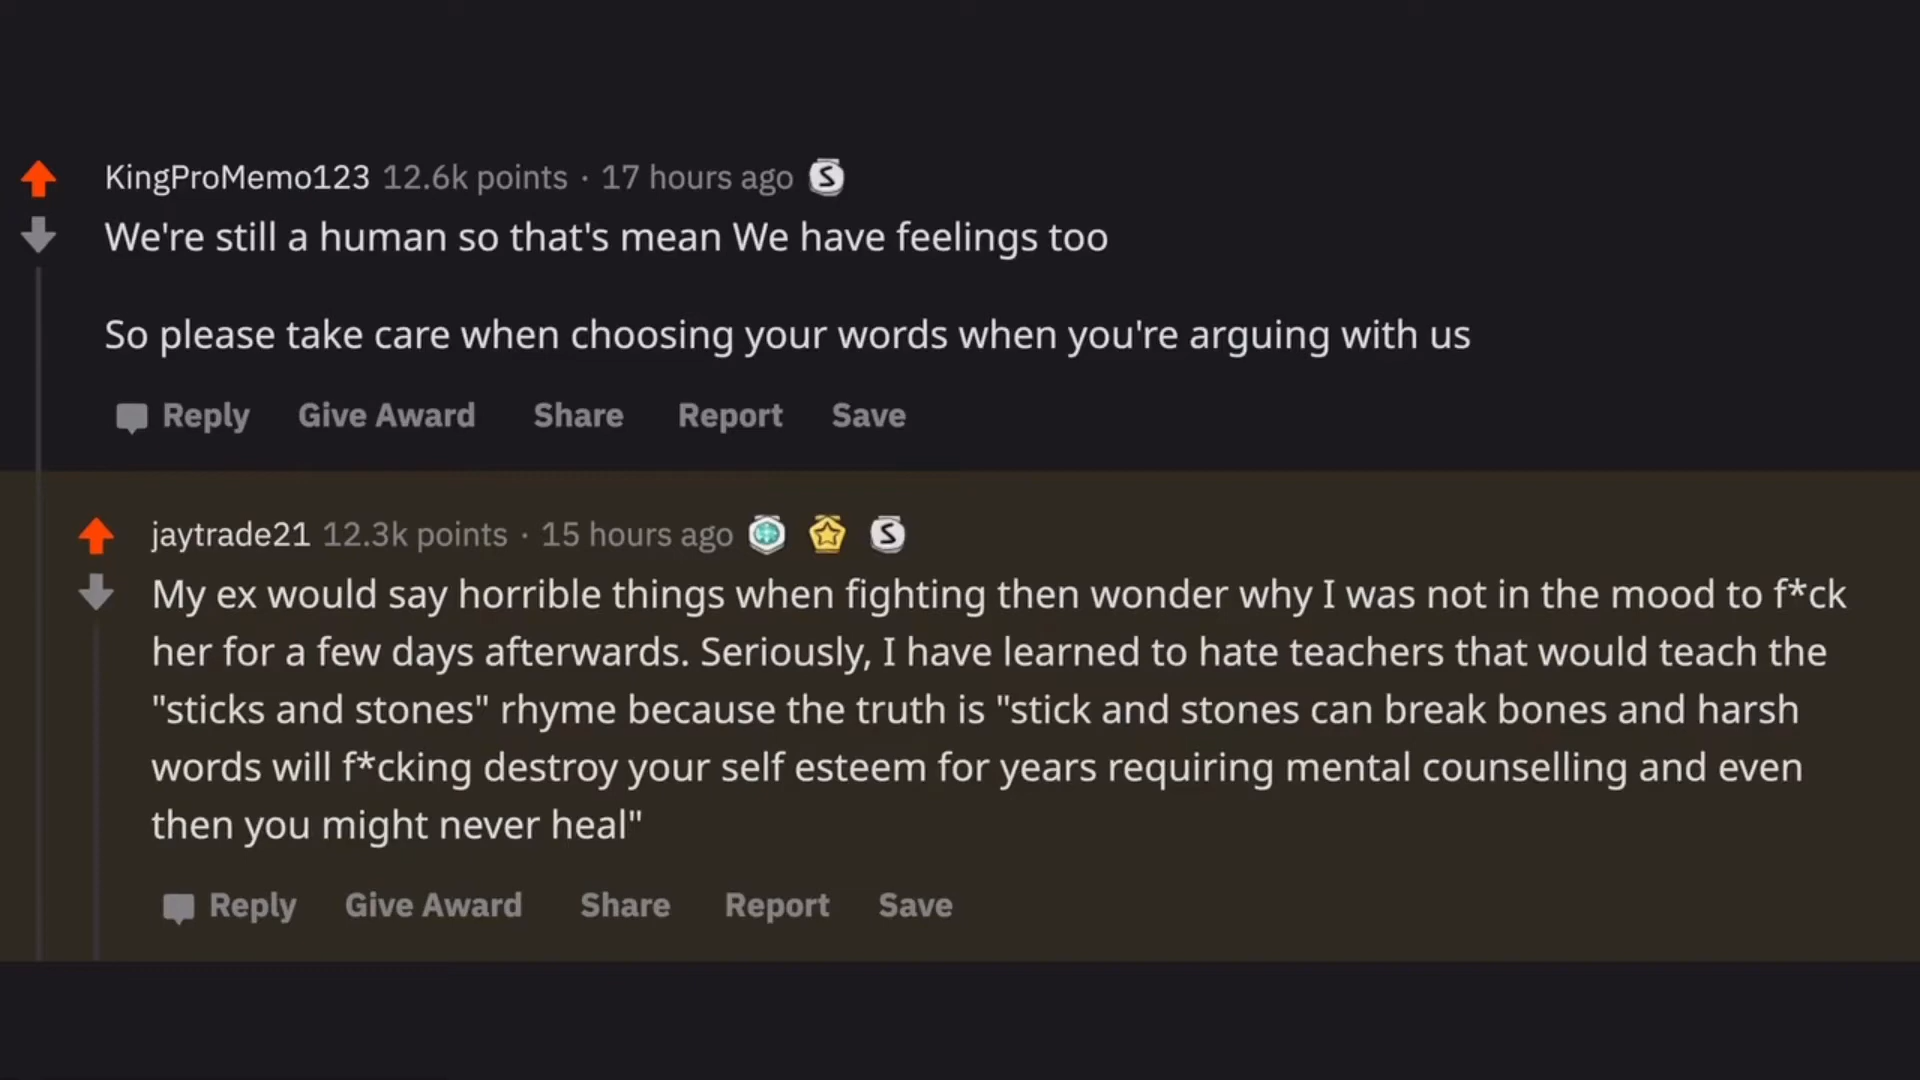 KingProMemo123 12.6k points · 17 hours ago S
We're still a human so that's mean We have feelings too
So please take care when choosing your words when you're arguing with us
Reply Give Award Share Report Save
jaytrade21 12.3k points · 15 hours ago S
My ex would say horrible things when fighting then wonder why I was not in the mood to f*ck
her for a few days afterwards. Seriously, I have learned to hate teachers that would teach the
"sticks and stones" rhyme because the truth is "stick and stones can break bones and harsh
words will f*cking destroy your self esteem for years requiring mental counselling and even
then you might never heal"
Reply Give Award Share Report Save